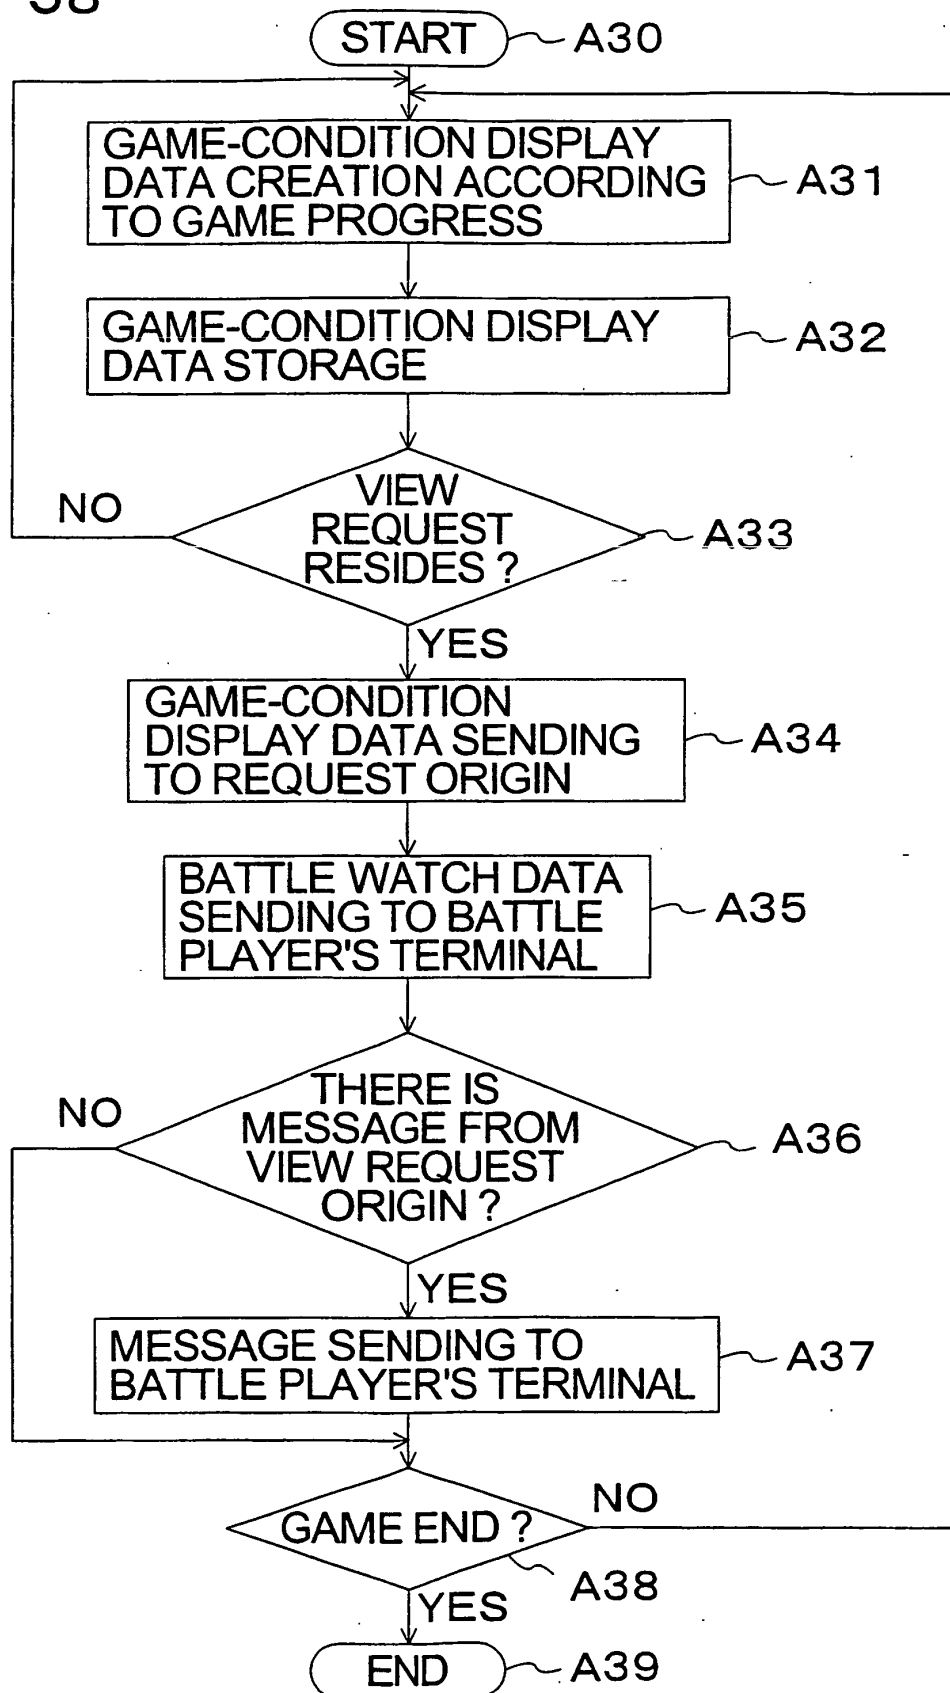 START
A30
GAME-CONDITION DISPLAY
DATA CREATION ACCORDING
TO GAME PROGRESS
A31
GAME-CONDITION DISPLAY
DATA STORAGE
A32
VIEW
REQUEST
RESIDES ?
NO
A33
YES
GAME-CONDITION
DISPLAY DATA SENDING
TO REQUEST ORIGIN
A34
BATTLE WATCH DATA
SENDING TO BATTLE
PLAYER'S TERMINAL
A35
THERE IS
MESSAGE FROM
VIEW REQUEST
ORIGIN ?
NO
A36
YES
MESSAGE SENDING TO
BATTLE PLAYER'S TERMINAL
A37
GAME END ?
NO
A38
YES
END
A39